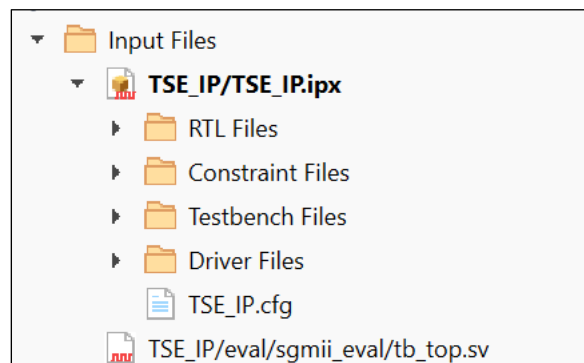 Input Files
TSE_IP/TSE_IP.ipx
RTL Files
Constraint Files
Testbench Files
Driver Files
TSE_IP.cfg
TSE_IP/eval/sgmii_eval/tb_top.sv